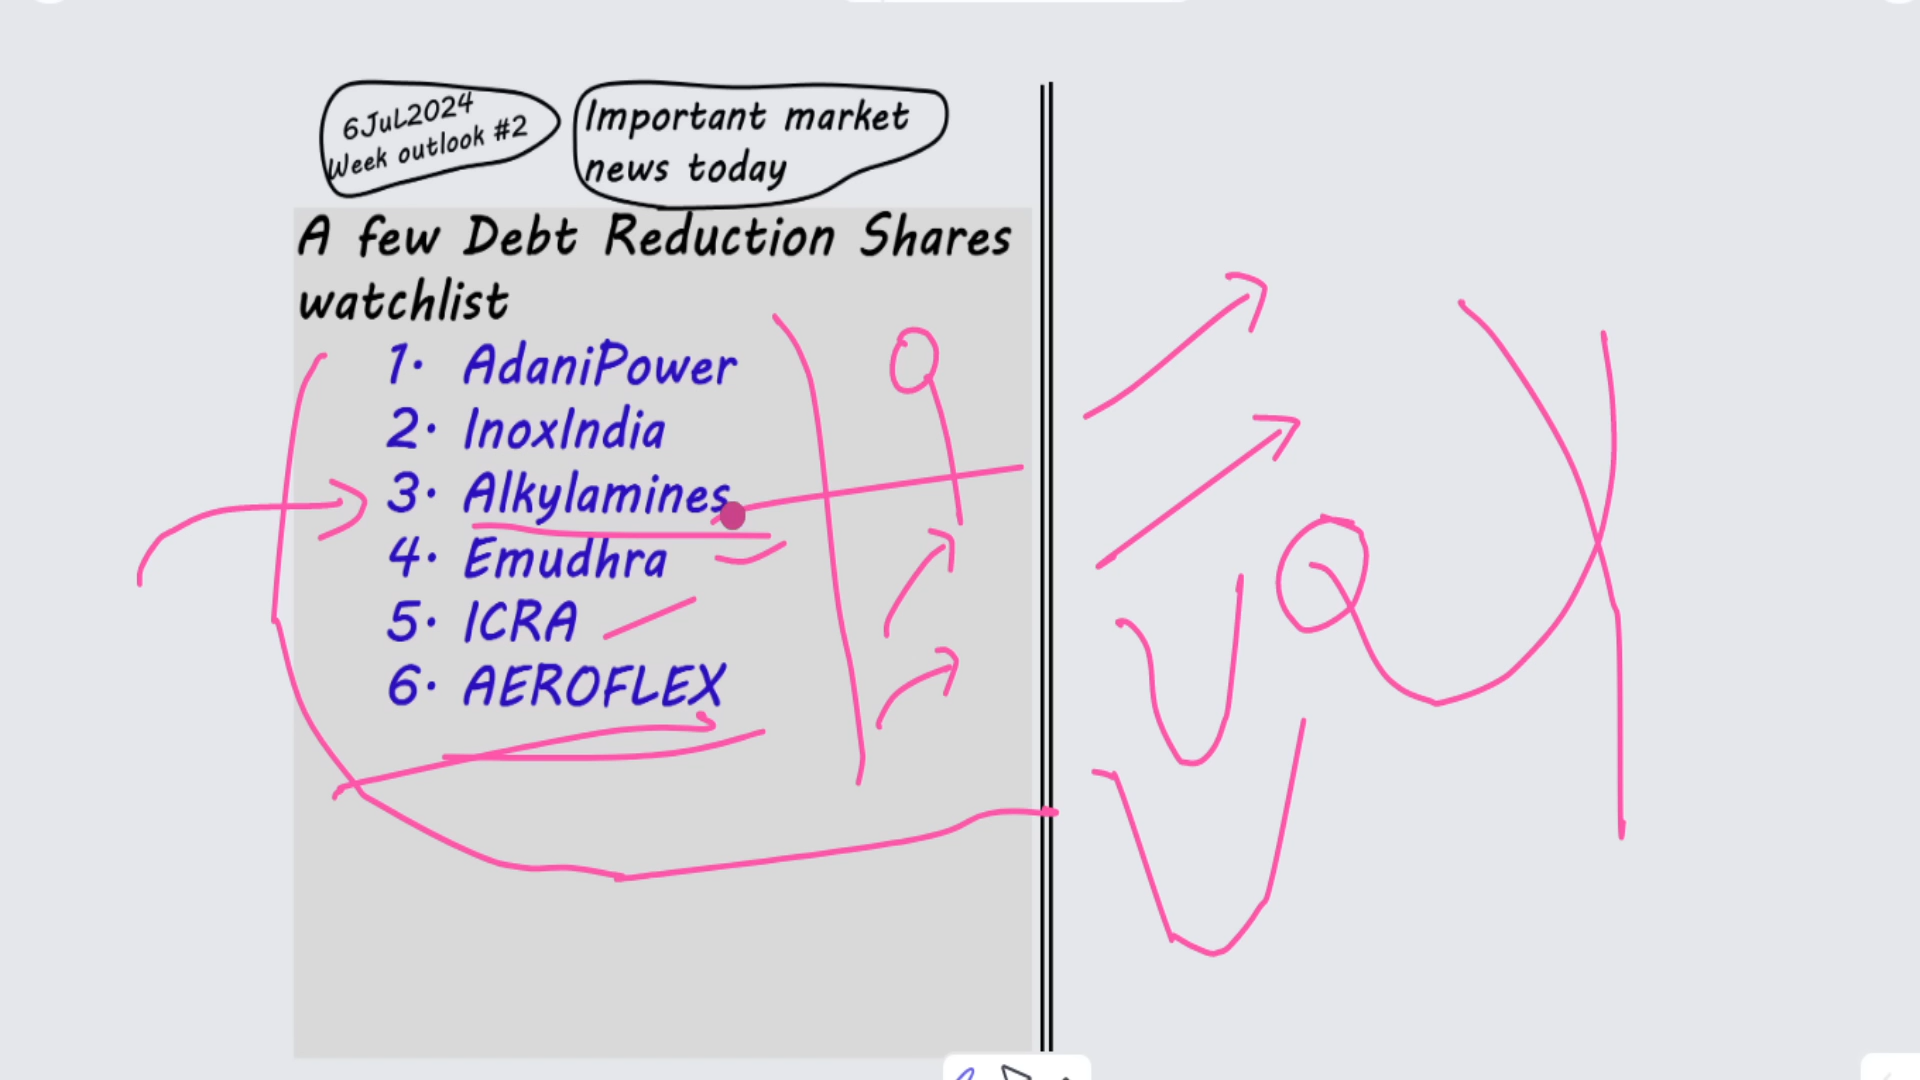 6JuL2024
Week outlook #2
Important market
news today
A few Debt Reduction Shares
watchlist
1. AdaniPower
2. InoxIndia
3. Alkylamines
4. Emudhra
5. ICRA
6. AEROFLEX